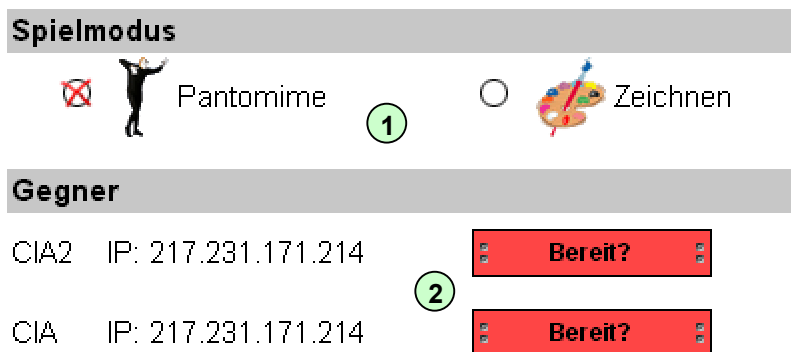 Spielmodus
Pantomime 1 Zeichnen
Gegner
CIA2 IP: 217.231.171.214 Bereit?
2
CIA IP: 217.231.171.214 Bereit?